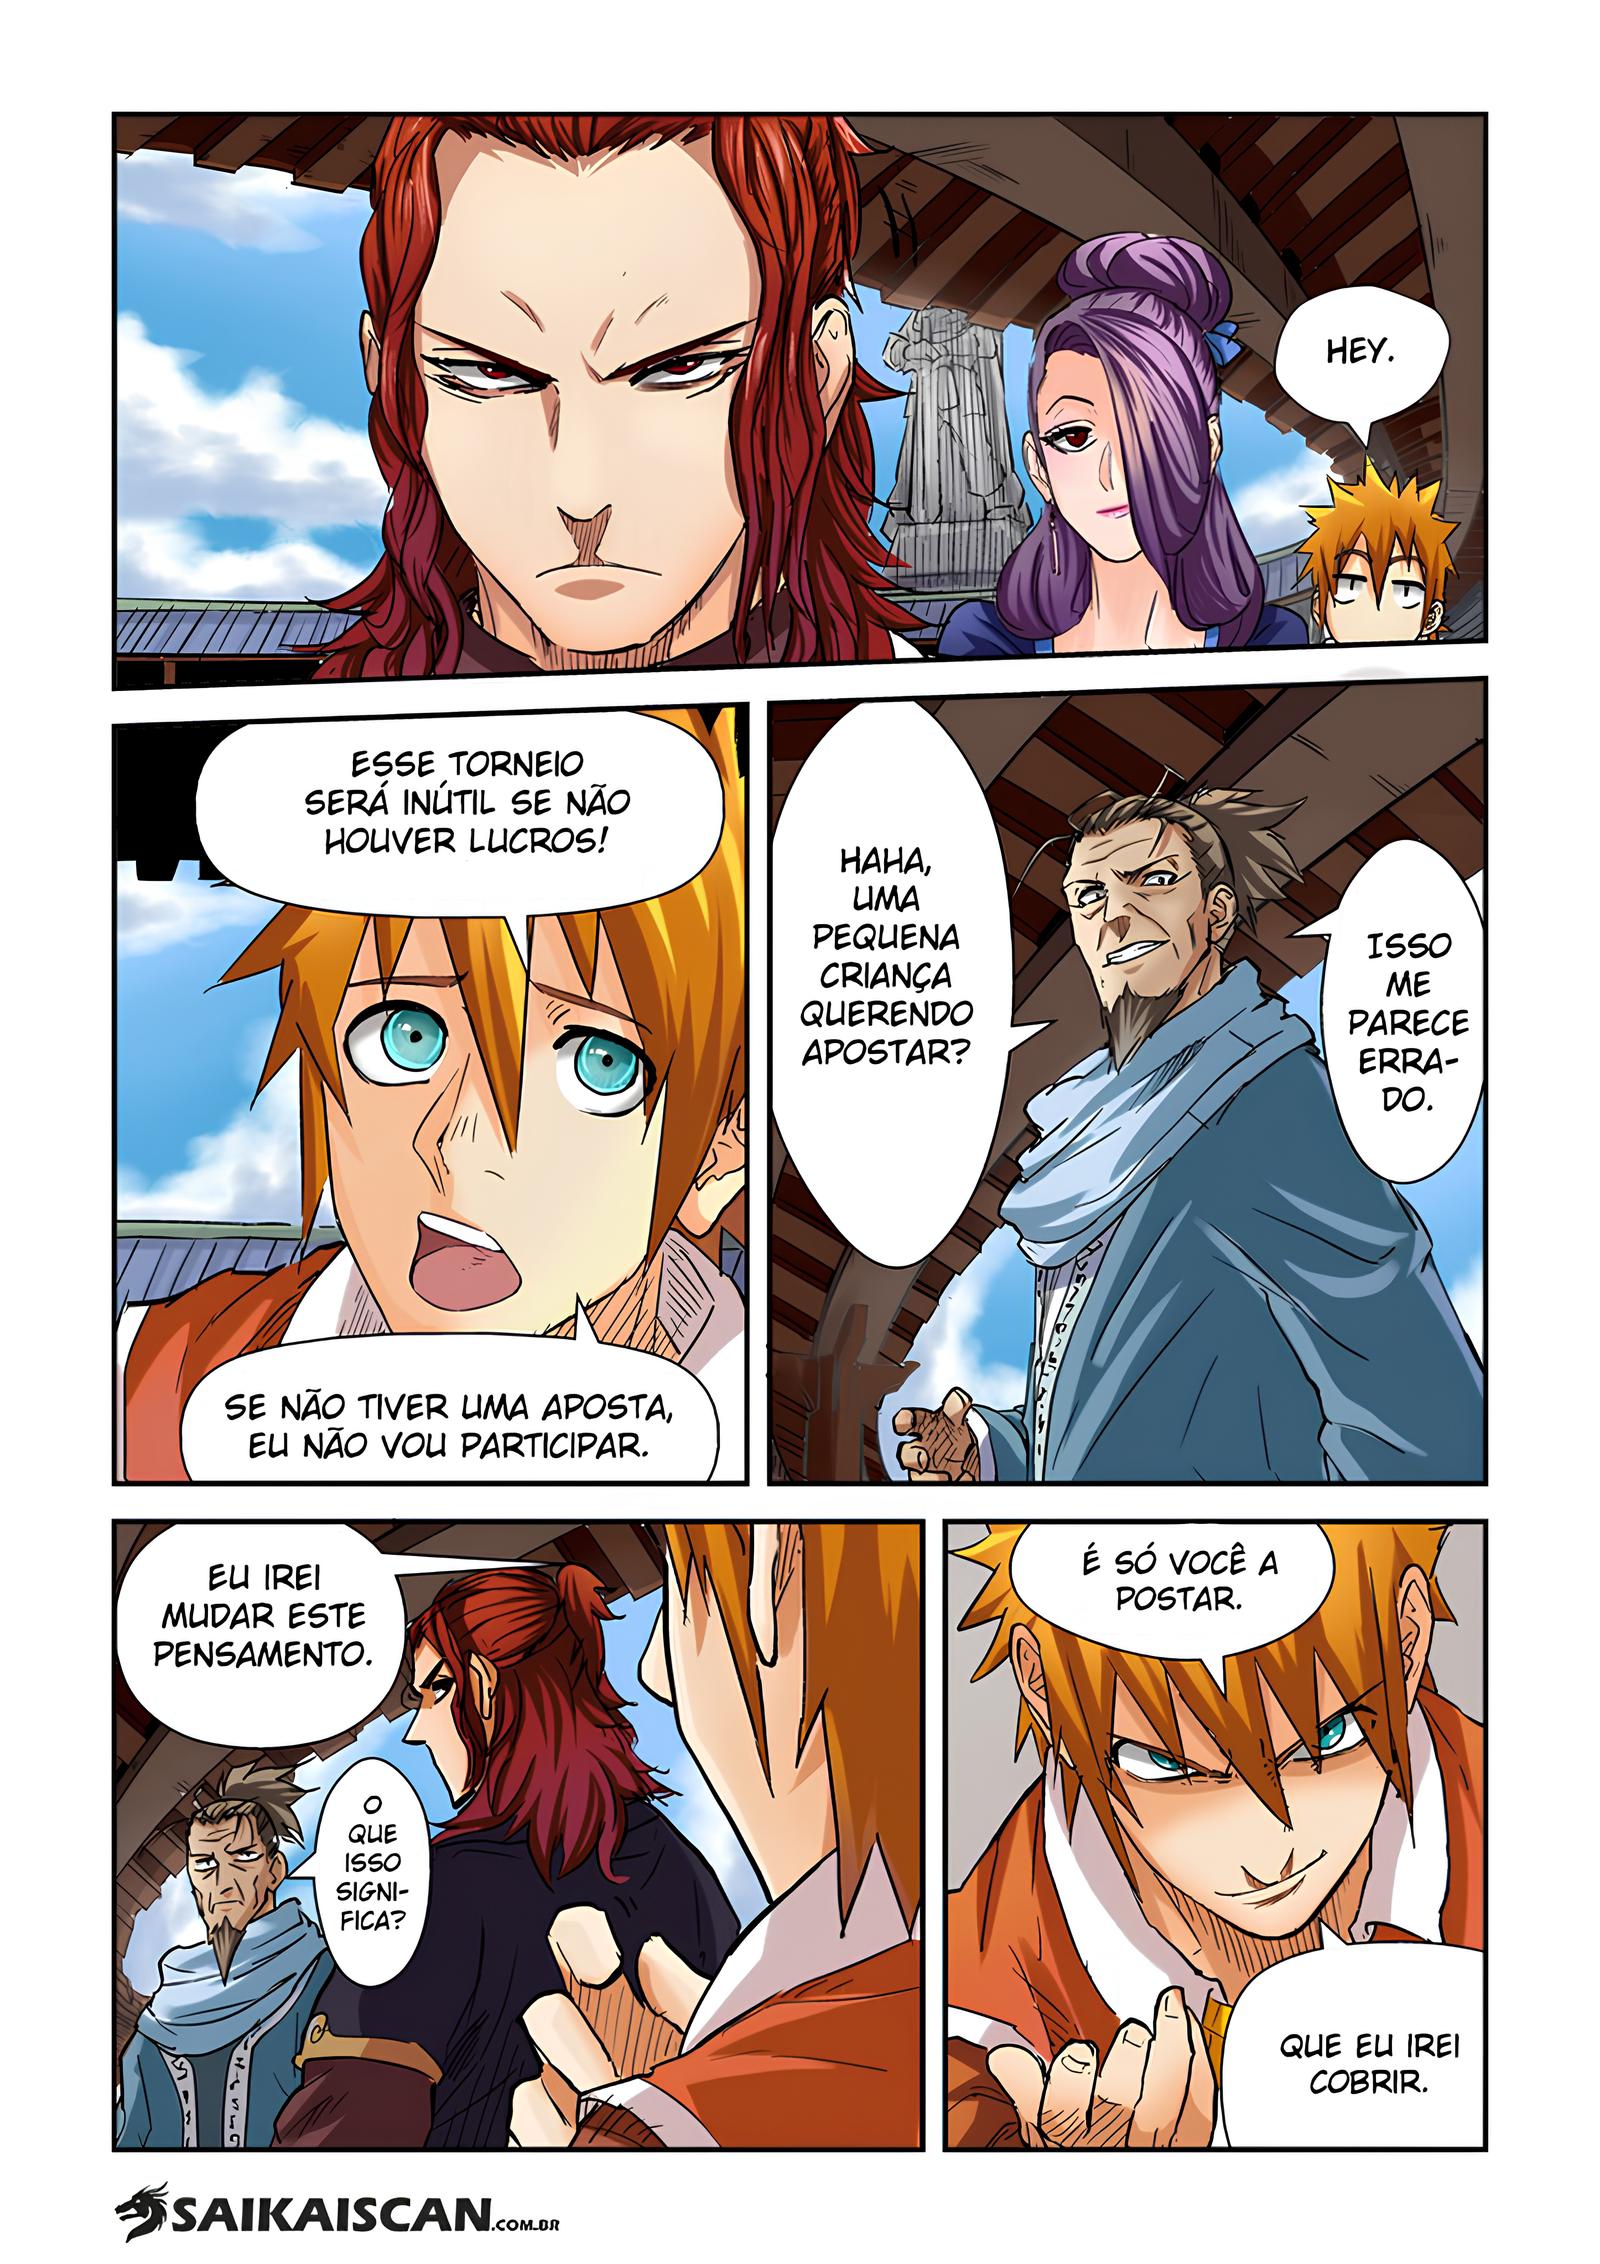 HEY.
ESSE TORNEIO
SERÁ INÚTIL SE NÃO
HOUVER LUCROS!
SE NÃO TIVER UMA APOSTA,
EU NÃO VOU PARTICIPAR.
HAHA,
UMA
PEQUENA
CRIANÇA
QUERENDO
APOSTAR?
ISSO
ME
PARECE
ERRA-
DO.
EU IREI
MUDAR ESTE
PENSAMENTO.
O
QUE
ISSO
SIGNI-
FICA?
É SÓ VOCÊ A
POSTAR.
QUE EU IREI
COBRIR.
SAIKAISCAN.COM.BR